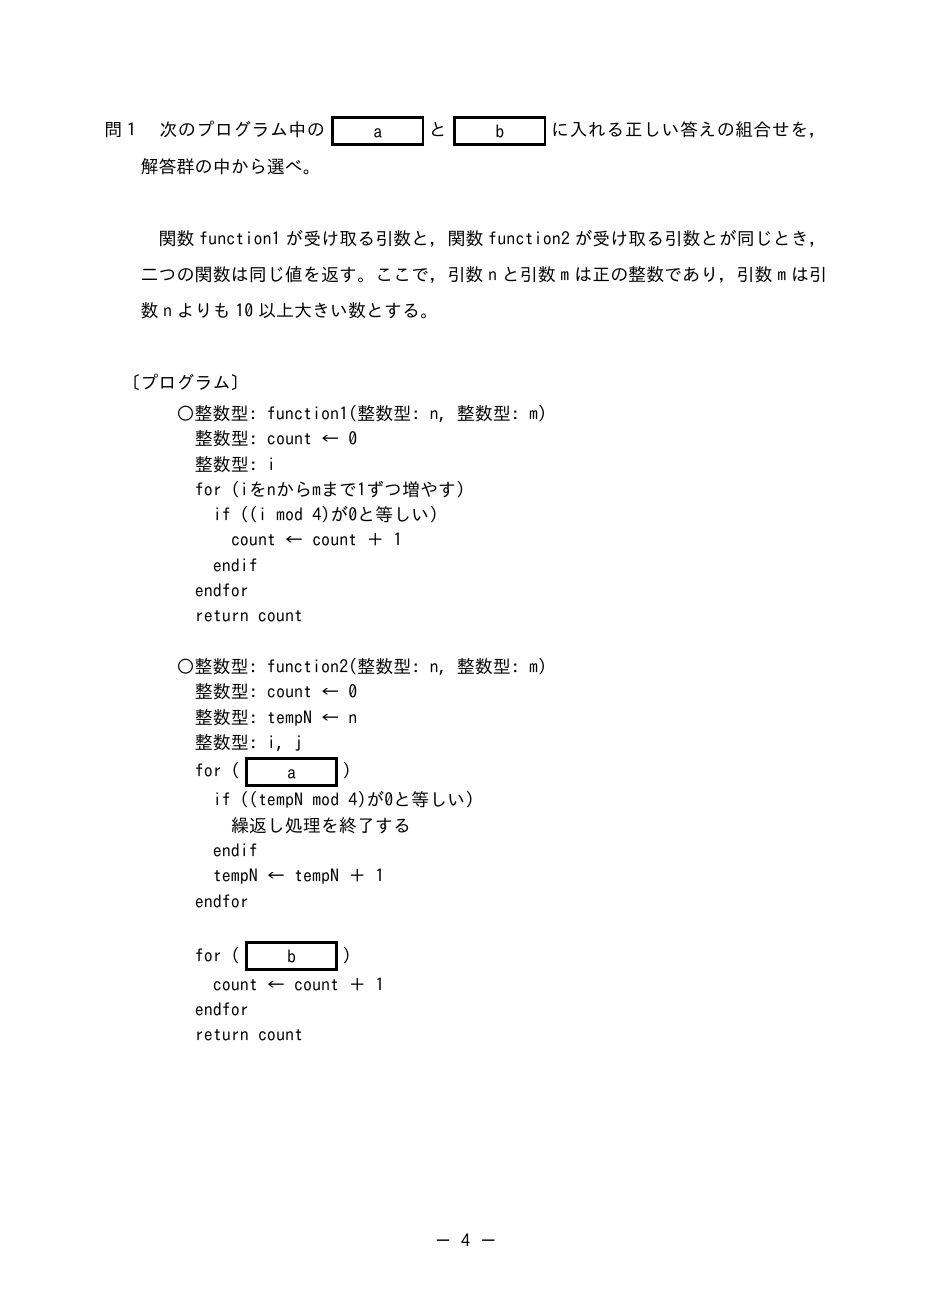 問1　次のプログラム中の a と b に入れる正しい答えの組合せを，
解答群の中から選べ。
関数 function1 が受け取る引数と，関数 function2 が受け取る引数とが同じとき，
二つの関数は同じ値を返す。ここで，引数 n と引数 m は正の整数であり，引数 m は引
数 n よりも 10 以上大きい数とする。
〔プログラム〕
○整数型: function1(整数型: n, 整数型: m)
整数型: count ← 0
整数型: i
for (iをnからmまで1ずつ増やす)
if ((i mod 4)が0と等しい)
count ← count ＋ 1
endif
endfor
return count
○整数型: function2(整数型: n, 整数型: m)
整数型: count ← 0
整数型: tempN ← n
整数型: i, j
for ( a )
if ((tempN mod 4)が0と等しい)
繰返し処理を終了する
endif
tempN ← tempN ＋ 1
endfor
for ( b )
count ← count ＋ 1
endfor
return count
－ 4 －